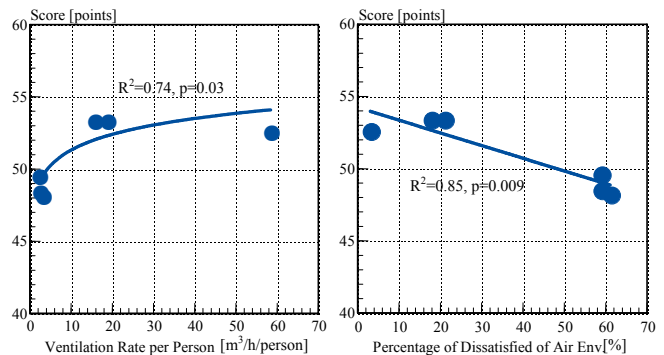 Score [points]
60
55
50
45
40
R²=0.74, p=0.03
0 10 20 30 40 50 60 70
Ventilation Rate per Person [m³/h/person]
Score [points]
60
55
50
45
40
R²=0.85, p=0.009
0 10 20 30 40 50 60 70
Percentage of Dissatisfied of Air Env.[%]